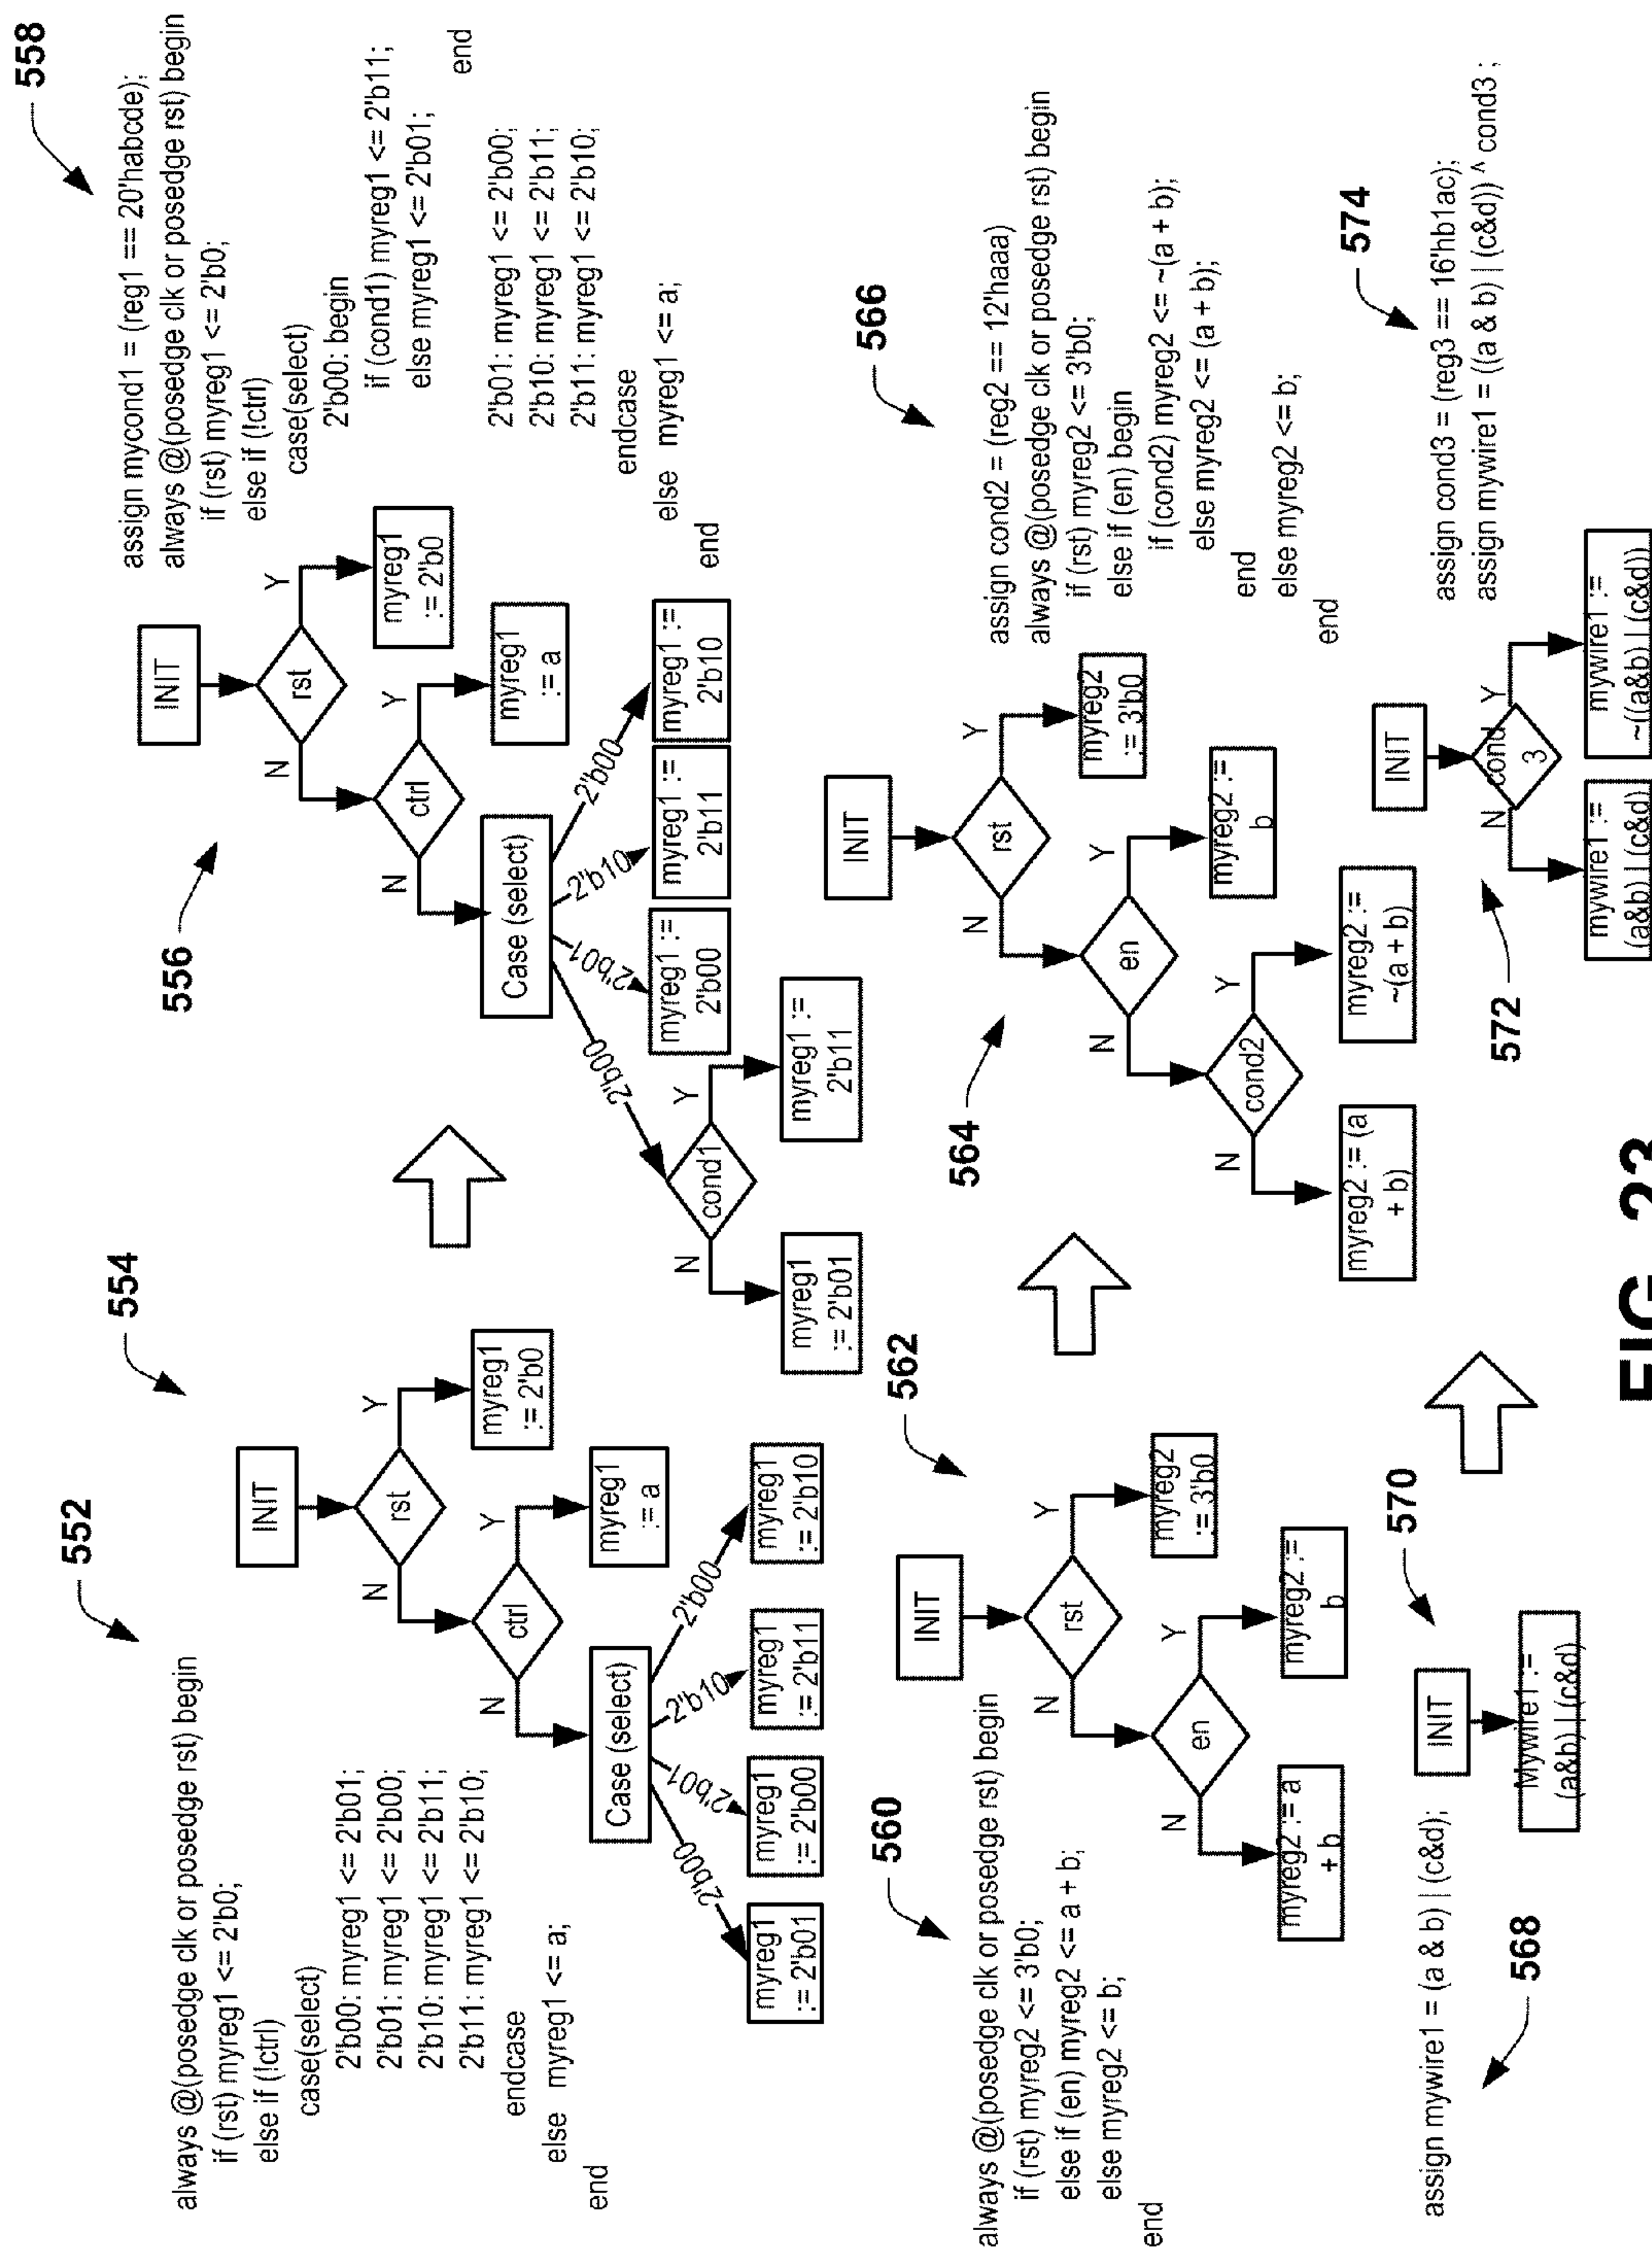 552
always @(posedge clk or posedge rst) begin
if (rst) myreg1 <= 2'b0;
else if (!ctrl)
case(select)
2'b00: myreg1 <= 2'b01;
2'b01: myreg1 <= 2'b00;
2'b10: myreg1 <= 2'b11;
2'b11: myreg1 <= 2'b10;
endcase
else myreg1 <= a;
end
554
INIT
rst
N
Y
myreg1
:= 2'b0
ctrl
N
Y
myreg1
:= a
Case (select)
2'b00
2'b01
2'b10
2'b00
myreg1
:= 2'b01
myreg1
:= 2'b00
myreg1
:= 2'b11
myreg1
:= 2'b10
556
INIT
rst
N
Y
myreg1
:= 2'b0
ctrl
N
Y
myreg1
:= a
Case (select)
2'b00
2'b01
2'b10
2'b00
myreg1 :=
2'b00
myreg1 :=
2'b11
myreg1 :=
2'b10
cond1
N
Y
myreg1
:= 2'b01
myreg1 :=
2'b11
558
assign mycond1 = (reg1 == 20'habcde);
always @(posedge clk or posedge rst) begin
if (rst) myreg1 <= 2'b0;
else if (!ctrl)
case(select)
2'b00: begin
if (cond1) myreg1 <= 2'b11;
else myreg1 <= 2'b01;
end
2'b01: myreg1 <= 2'b00;
2'b10: myreg1 <= 2'b11;
2'b11: myreg1 <= 2'b10;
endcase
else myreg1 <= a;
end
560
always @(posedge clk or posedge rst) begin
if (rst) myreg2 <= 3'b0;
else if (en) myreg2 <= a + b;
else myreg2 <= b;
end
562
INIT
rst
N
Y
myreg2
:= 3'b0
en
N
Y
myreg2 := a
+ b
myreg2 :=
b
564
INIT
rst
N
Y
myreg2
:= 3'b0
en
N
Y
myreg2 :=
b
cond2
N
Y
myreg2 := (a
+ b)
myreg2 :=
~(a + b)
566
assign cond2 = (reg2 == 12'haaa)
always @(posedge clk or posedge rst) begin
if (rst) myreg2 <= 3'b0;
else if (en) begin
if (cond2) myreg2 <= ~(a + b);
else myreg2 <= (a + b);
end
else myreg2 <= b;
end
568
assign mywire1 = (a & b) | (c&d);
570
INIT
Mywire1 :=
(a&b) | (c&d)
572
INIT
cond
3
N
Y
mywire1 :=
(a&b) | (c&d)
mywire1 :=
~((a&b) | (c&d))
574
assign cond3 = (reg3 == 16'hb1ac);
assign mywire1 = ((a & b) | (c&d)) ^ cond3 ;
FIG. 23